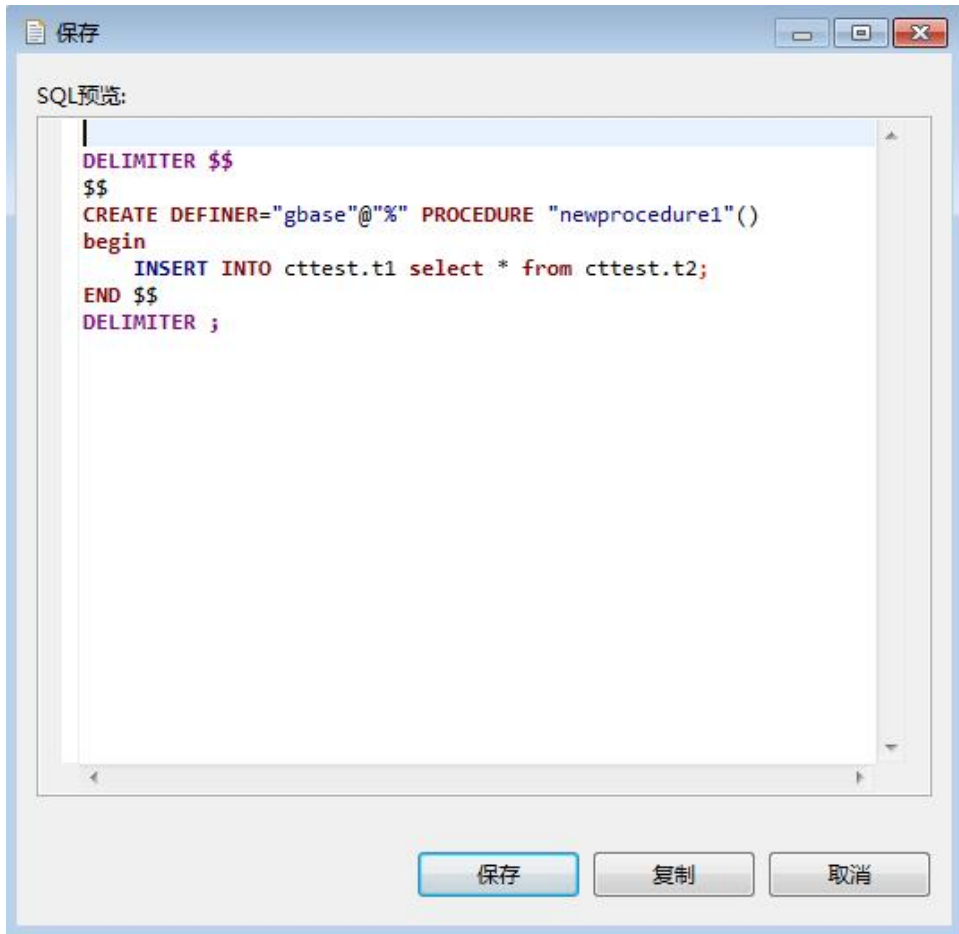 保存
SQL预览:
DELIMITER $$
$$
CREATE DEFINER="gbase"@"%" PROCEDURE "newprocedure1"()
begin
    INSERT INTO cttest.t1 select * from cttest.t2;
END $$
DELIMITER ;
保存 复制 取消